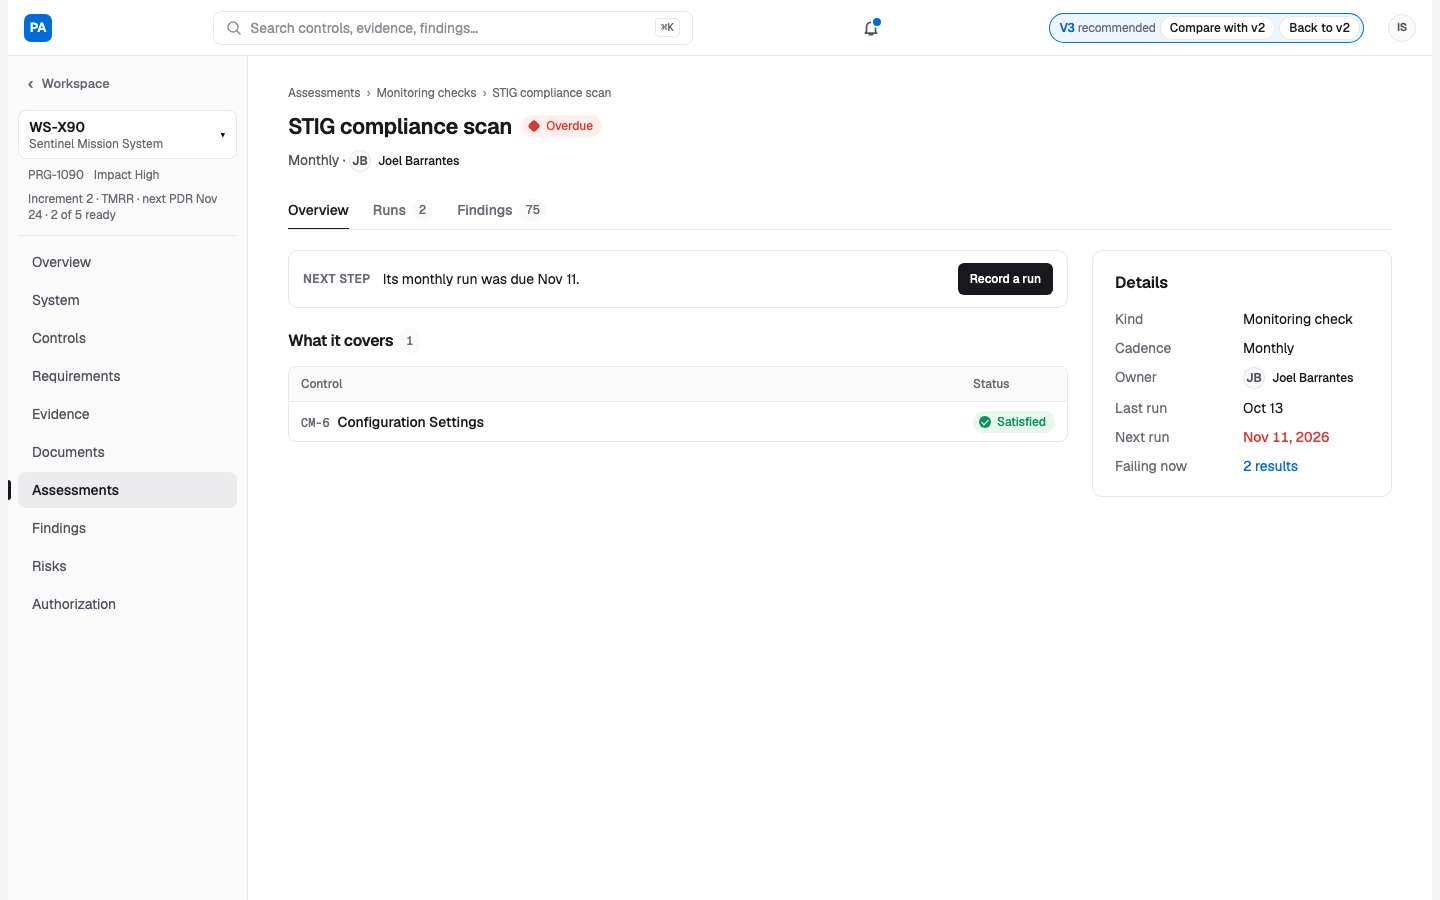 PA
Search controls, evidence, findings...
⌘K
V3 recommended
Compare with v2
Back to v2
IS
‹ Workspace
WS-X90
Sentinel Mission System
PRG-1090 Impact High
Increment 2 · TMRR · next PDR Nov
24 · 2 of 5 ready
Overview
System
Controls
Requirements
Evidence
Documents
Assessments
Findings
Risks
Authorization
Assessments › Monitoring checks › STIG compliance scan
STIG compliance scan
Overdue
Monthly · JB Joel Barrantes
Overview
Runs 2
Findings 75
NEXT STEP Its monthly run was due Nov 11.
Record a run
What it covers 1
Control Status
CM-6 Configuration Settings Satisfied
Details
Kind Monitoring check
Cadence Monthly
Owner JB Joel Barrantes
Last run Oct 13
Next run Nov 11, 2026
Failing now 2 results